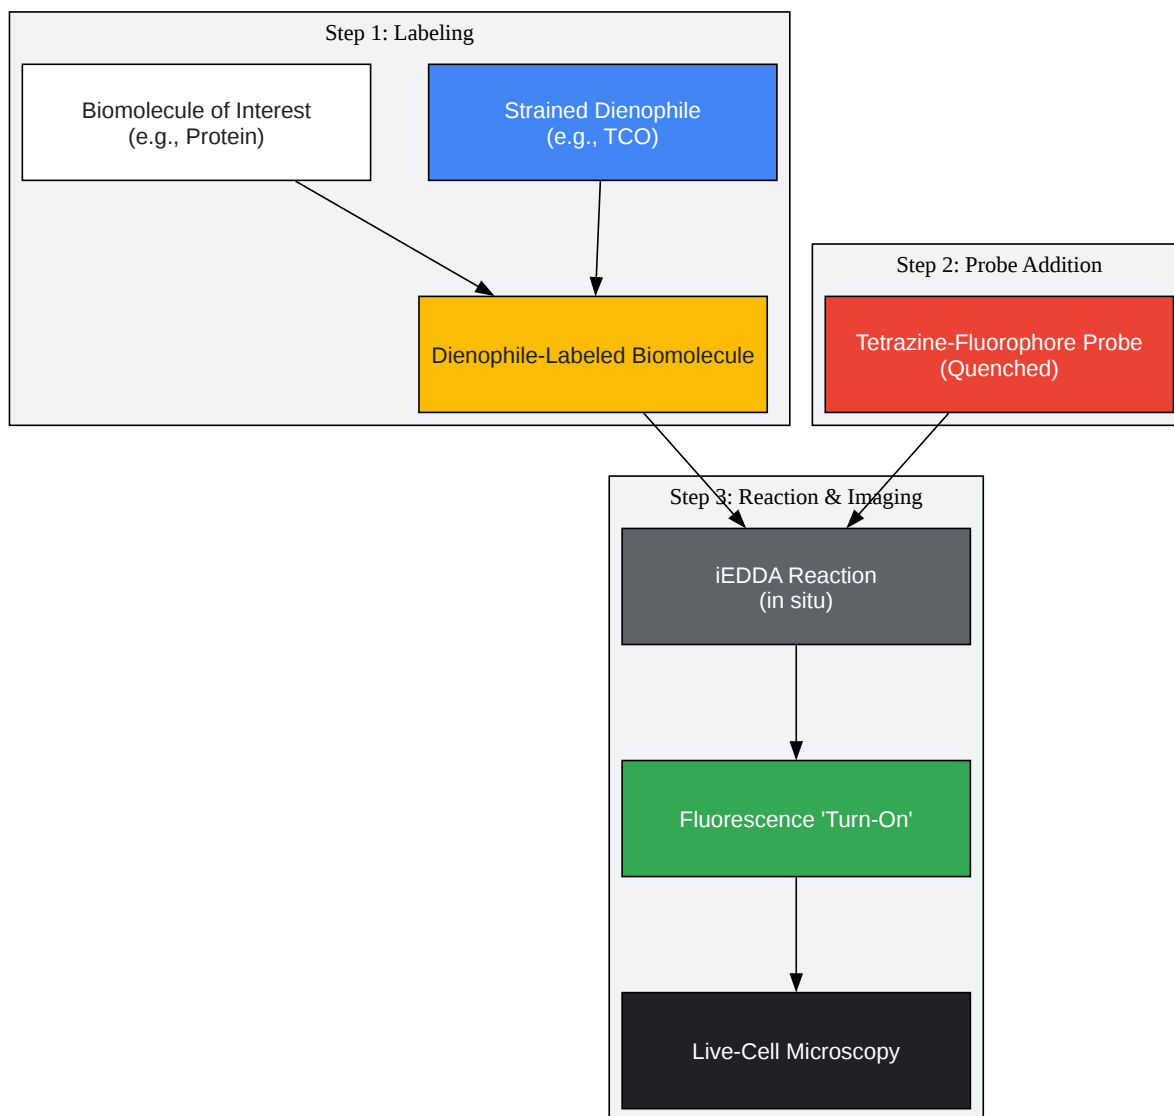 Step 1: Labeling
Biomolecule of Interest
(e.g., Protein)
Strained Dienophile
(e.g., TCO)
Dienophile-Labeled Biomolecule
Step 2: Probe Addition
Tetrazine-Fluorophore Probe
(Quenched)
Step 3: Reaction & Imaging
iEDDA Reaction
(in situ)
Fluorescence 'Turn-On'
Live-Cell Microscopy